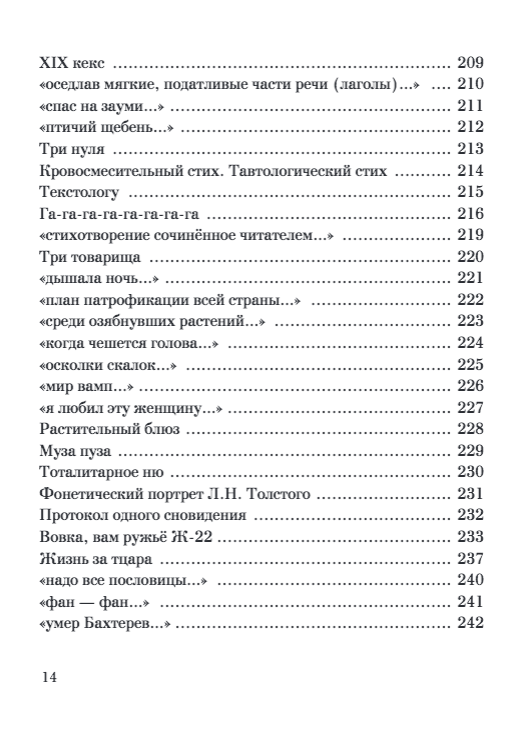 XIX кекс ........ 209
«оседлав мягкие, податливые части речи (лаголы)...» .... 210
«спас на зауми...» ........ 211
«птичий щебень...» ........ 212
Три нуля ........ 213
Кровосмесительный стих. Тавтологический стих ........ 214
Текстологу ........ 215
Га-га-га-га-га-га-га-га ........ 216
«стихотворение сочинённое читателем...» ........ 219
Три товарища ........ 220
«дышала ночь...» ........ 221
«план патрофикации всей страны...» ........ 222
«среди озябнувших растений...» ........ 223
«когда чешется голова...» ........ 224
«осколки скалок...» ........ 225
«мир вамп...» ........ 226
«я любил эту женщину...» ........ 227
Растительный блюз ........ 228
Муза пуза ........ 229
Тоталитарное ню ........ 230
Фонетический портрет Л.Н. Толстого ........ 231
Протокол одного сновидения ........ 232
Вовка, вам ружьё Ж-22 ........ 233
Жизнь за тцара ........ 237
«надо все пословицы...» ........ 240
«фан — фан...» ........ 241
«умер Бахтерев...» ........ 242
14